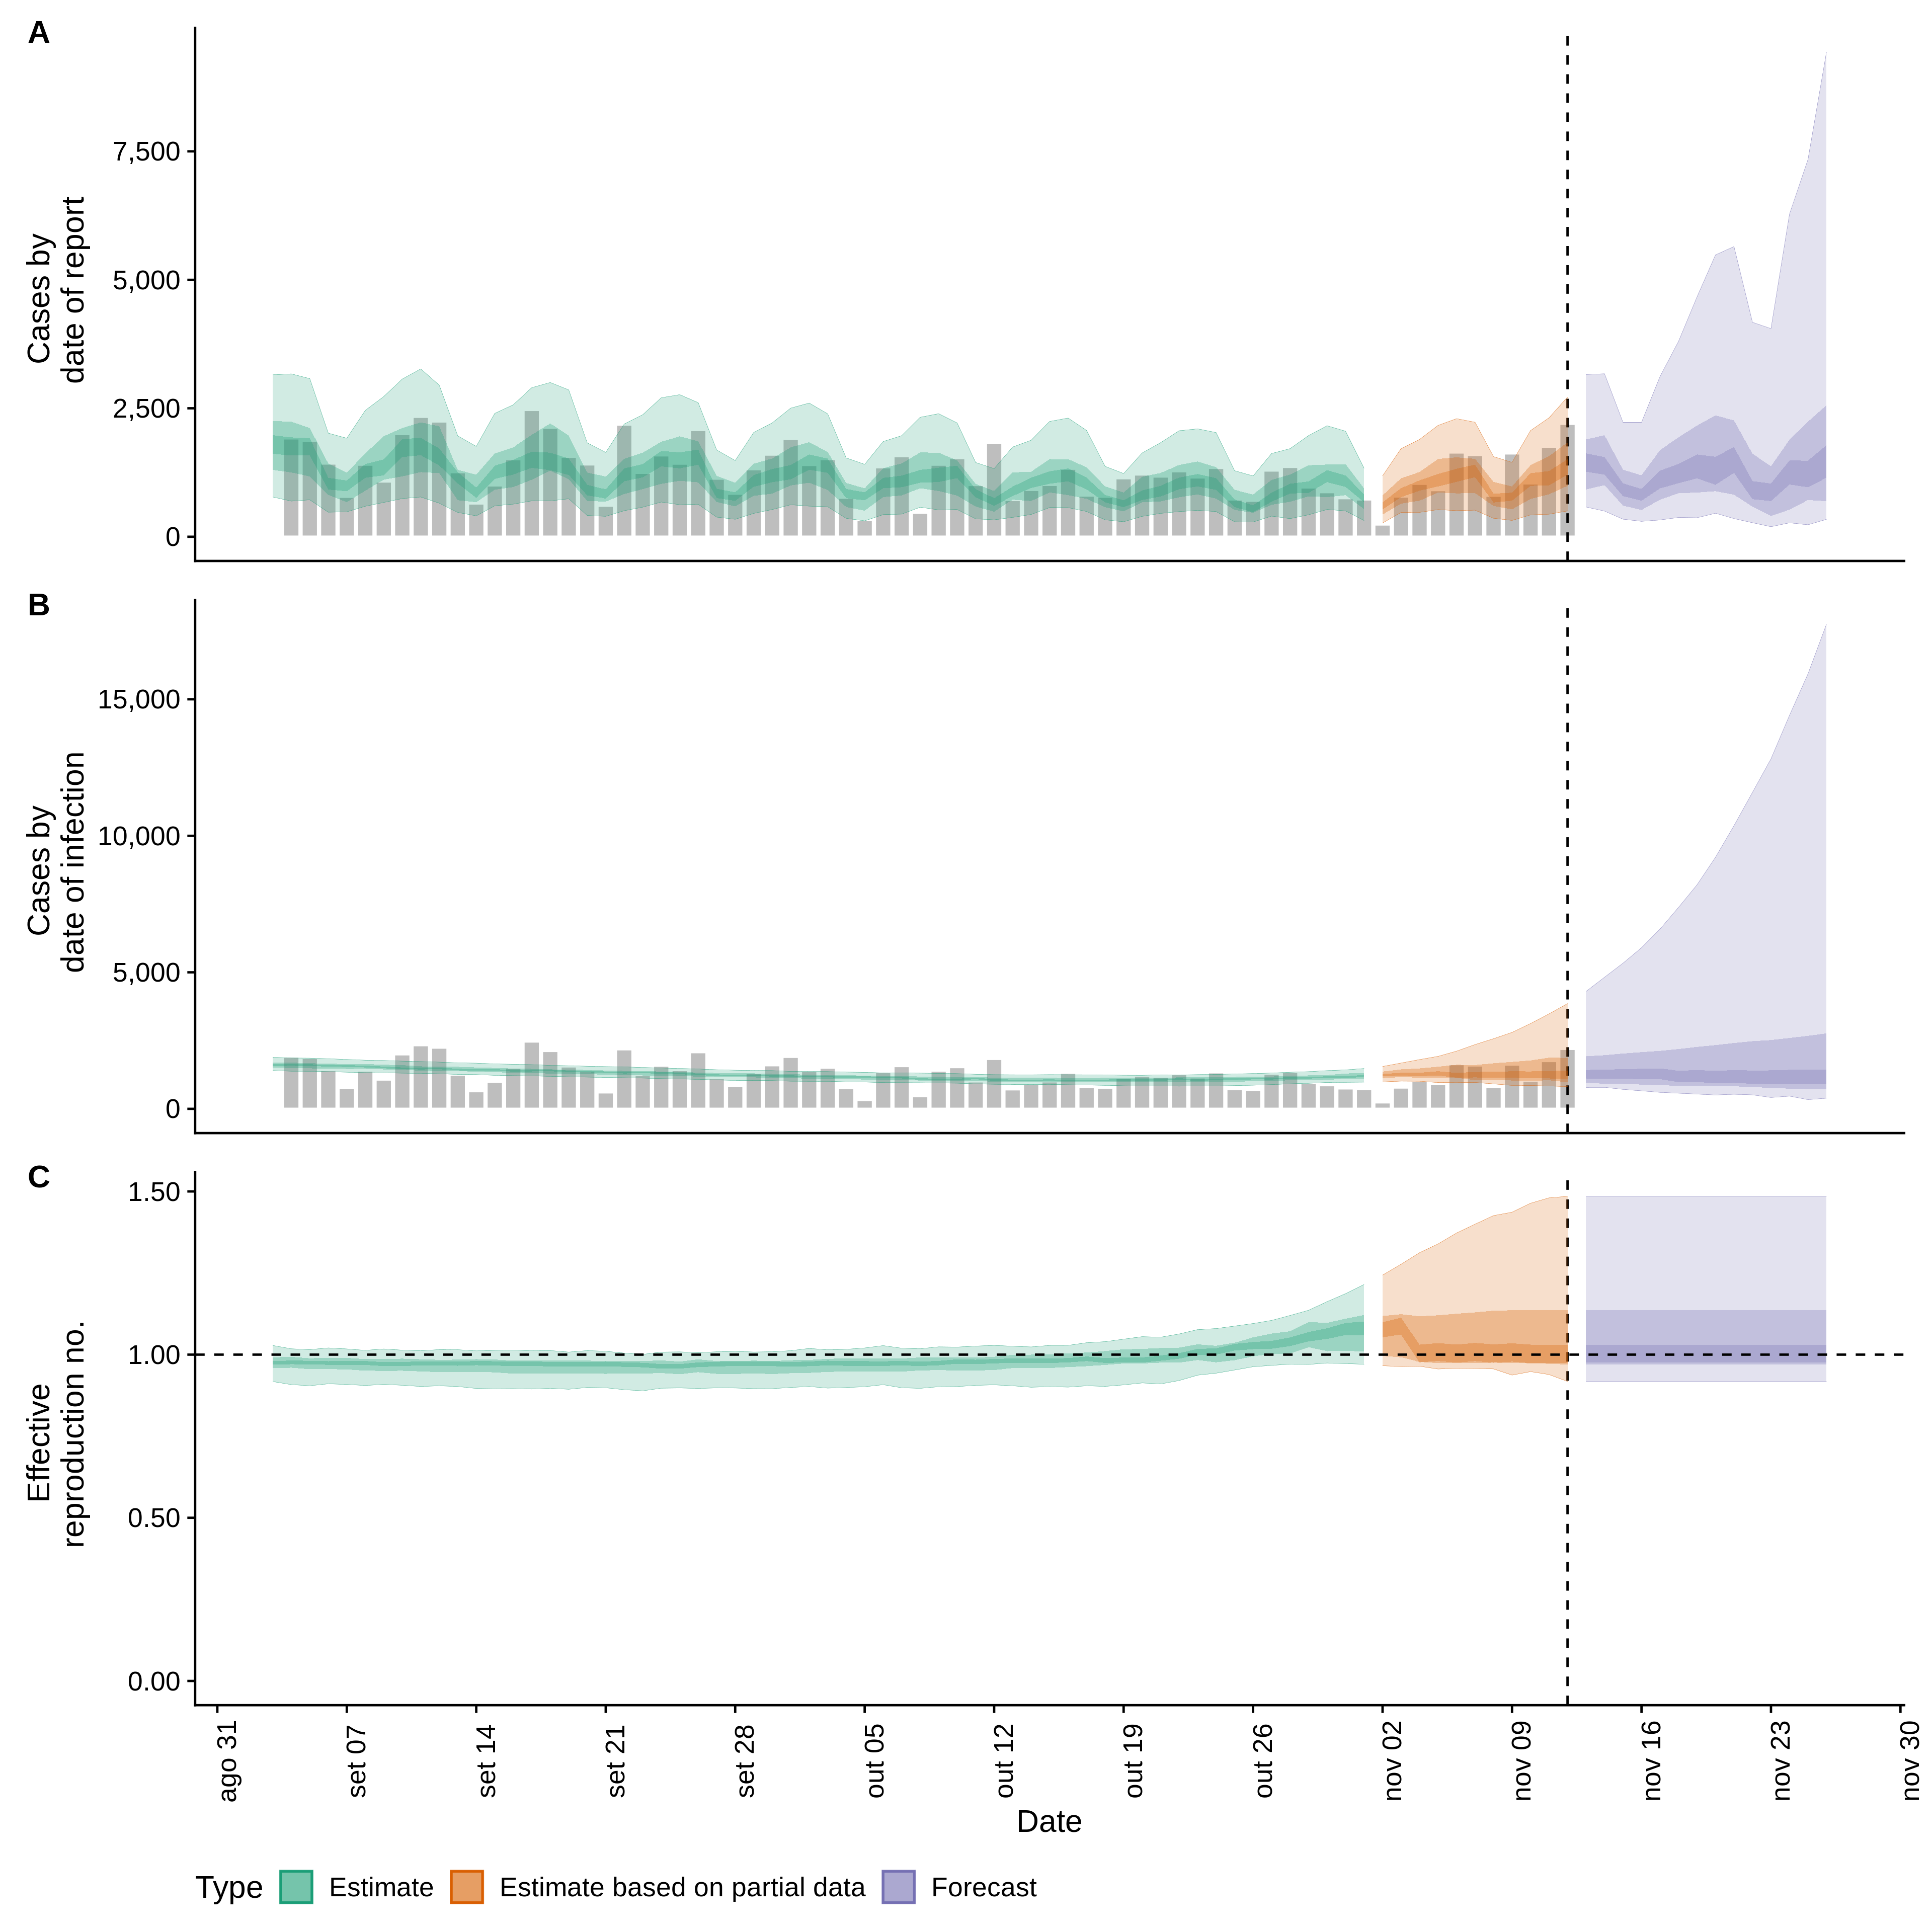 A
Cases by
date of report
7,500
5,000
2,500
0
B
Cases by
date of infection
15,000
10,000
5,000
0
C
Effective
reproduction no.
1.50
1.00
0.50
0.00
ago 31
set 07
set 14
set 21
set 28
out 05
out 12
out 19
out 26
nov 02
nov 09
nov 16
nov 23
nov 30
Date
Type Estimate Estimate based on partial data Forecast